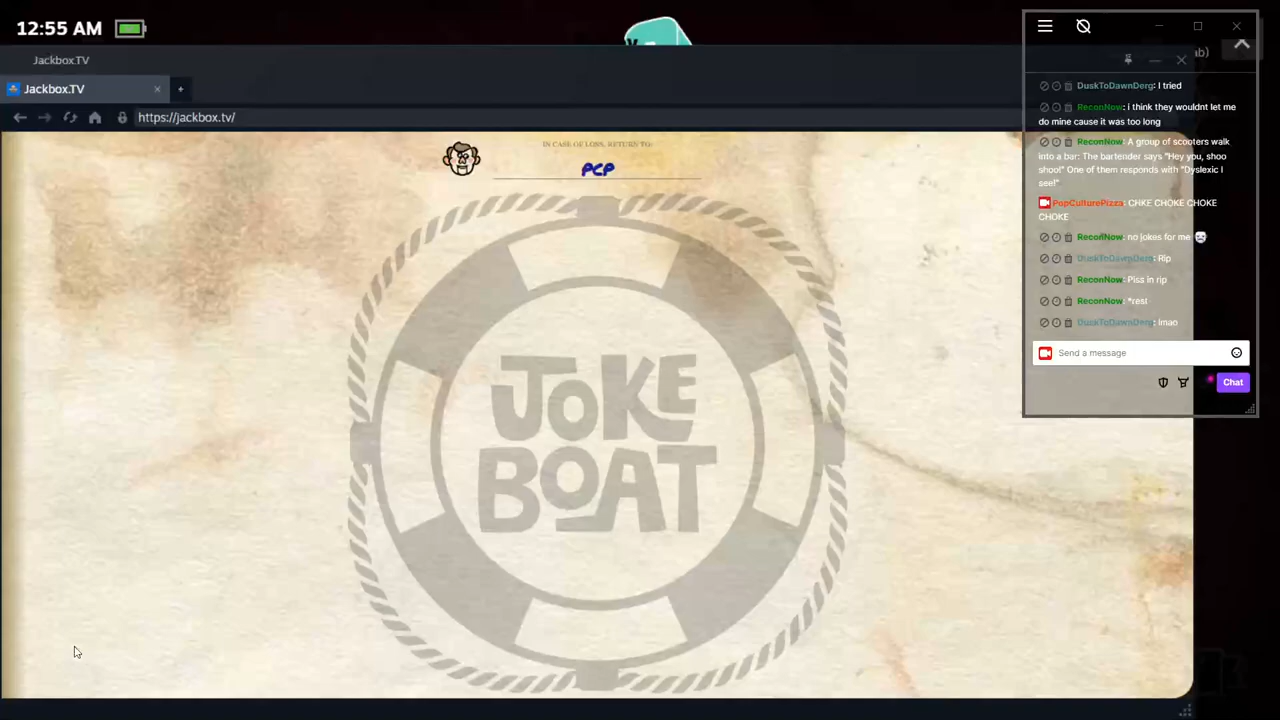 12:55 AM
Jackbox.TV
Jackbox.TV
https://jackbox.tv/
IN CASE OF LOSS, RETURN TO:
PCP
JOKE
BOAT
DuskToDawnDerg: I tried
ReconNow: i think they wouldnt let me
do mine cause it was too long
ReconNow: A group of scooters walk
into a bar: The bartender says "Hey you, shoo
shoo!" One of them responds with "Dyslexic I
see!"
PopCulturePizza: CHKE CHOKE CHOKE
CHOKE
ReconNow: no jokes for me
DuskToDawnDerg: Rip
ReconNow: Piss in rip
ReconNow: *rest
DuskToDawnDerg: lmao
Send a message
Chat